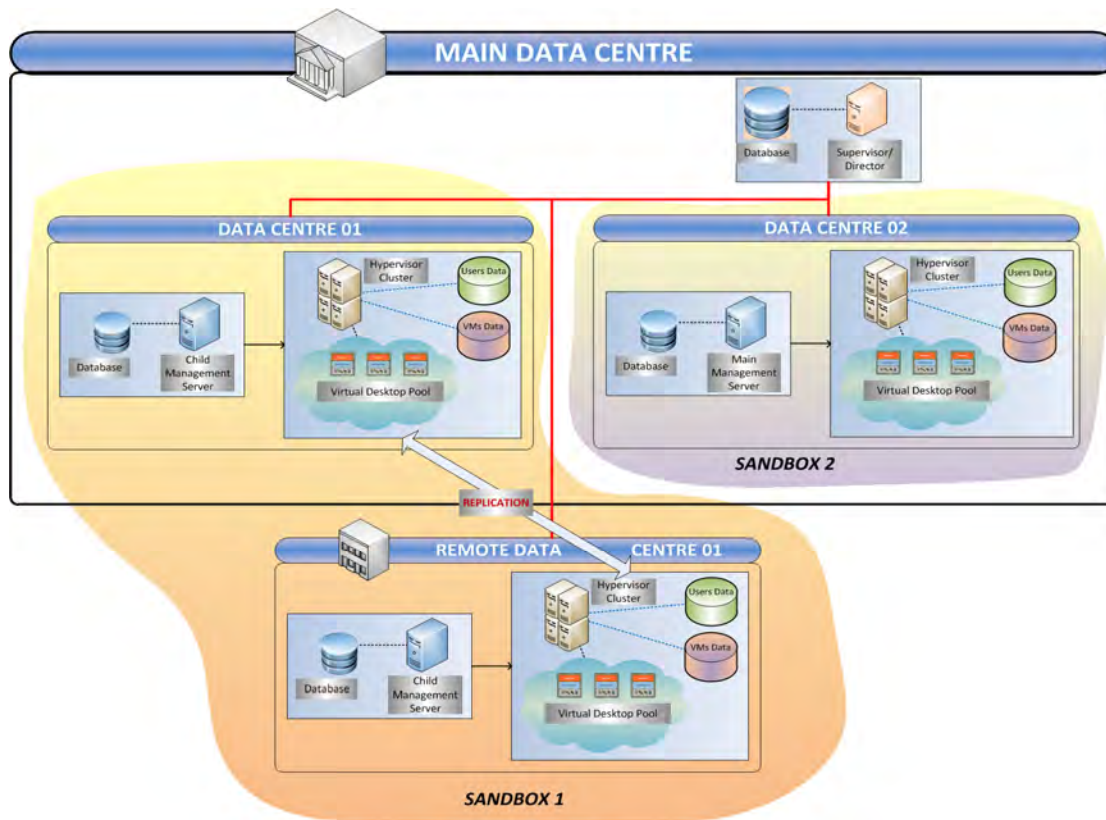 MAIN DATA CENTRE
Database
Supervisor/
Director
DATA CENTRE 01
Hypervisor
Cluster
Users Data
VMs Data
Database
Child
Management
Server
Virtual Desktop Pool
DATA CENTRE 02
Hypervisor
Cluster
Users Data
VMs Data
Database
Main
Management
Server
Virtual Desktop Pool
SANDBOX 2
REPLICATION
REMOTE DATA CENTRE 01
Hypervisor
Cluster
Users Data
VMs Data
Database
Child
Management
Server
Virtual Desktop Pool
SANDBOX 1